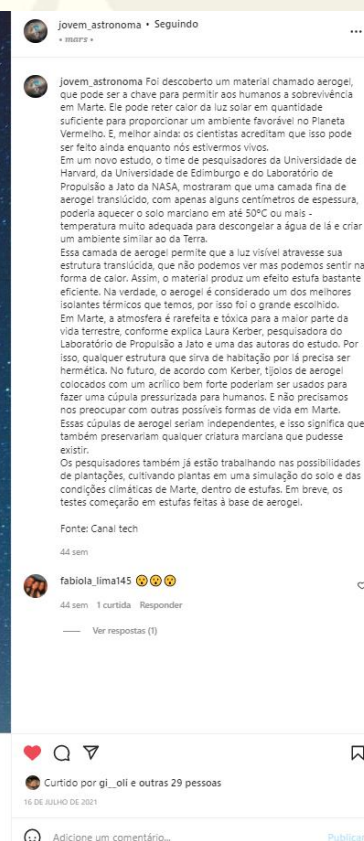 jovem_astronoma • Seguindo
• mars •
jovem_astronoma Foi descoberto um material chamado aerogel,
que pode ser a chave para permitir aos humanos a sobrevivência
em Marte. Ele pode reter calor da luz solar em quantidade
suficiente para proporcionar um ambiente favorável no Planeta
Vermelho. E, melhor ainda: os cientistas acreditam que isso pode
ser feito ainda enquanto nós estivermos vivos.
Em um novo estudo, o time de pesquisadores da Universidade de
Harvard, da Universidade de Edimburgo e do Laboratório de
Propulsão a Jato da NASA, mostraram que uma camada fina de
aerogel translúcido, com apenas alguns centímetros de espessura,
poderia aquecer o solo marciano em até 50°C ou mais -
temperatura muito adequada para descongelar a água de lá e criar
um ambiente similar ao da Terra.
Essa camada de aerogel permite que a luz visível atravesse sua
estrutura translúcida, que não podemos ver mas podemos sentir na
forma de calor. Assim, o material produz um efeito estufa bastante
eficiente. Na verdade, o aerogel é considerado um dos melhores
isolantes térmicos que temos, por isso foi o grande escolhido.
Em Marte, a atmosfera é rarefeita e tóxica para a maior parte da
vida terrestre, conforme explica Laura Kerber, pesquisadora do
Laboratório de Propulsão a Jato e uma das autoras do estudo. Por
isso, qualquer estrutura que sirva de habitação por lá precisa ser
hermética. No futuro, de acordo com Kerber, tijolos de aerogel
colocados com um acrílico bem forte poderiam ser usados para
fazer uma cúpula pressurizada para humanos. E não precisamos
nos preocupar com outras possíveis formas de vida em Marte.
Essas cúpulas de aerogel seriam independentes, e isso significa que
também preservariam qualquer criatura marciana que pudesse
existir.
Os pesquisadores também já estão trabalhando nas possibilidades
de plantações, cultivando plantas em uma simulação do solo e das
condições climáticas de Marte, dentro de estufas. Em breve, os
testes começarão em estufas feitas à base de aerogel.
Fonte: Canal tech
44 sem
fabiola_lima145 😮😮😮
44 sem 1 curtida Responder
Ver respostas (1)
Curtido por gi__oli e outras 29 pessoas
16 DE JULHO DE 2021
Adicione um comentário... Publicar